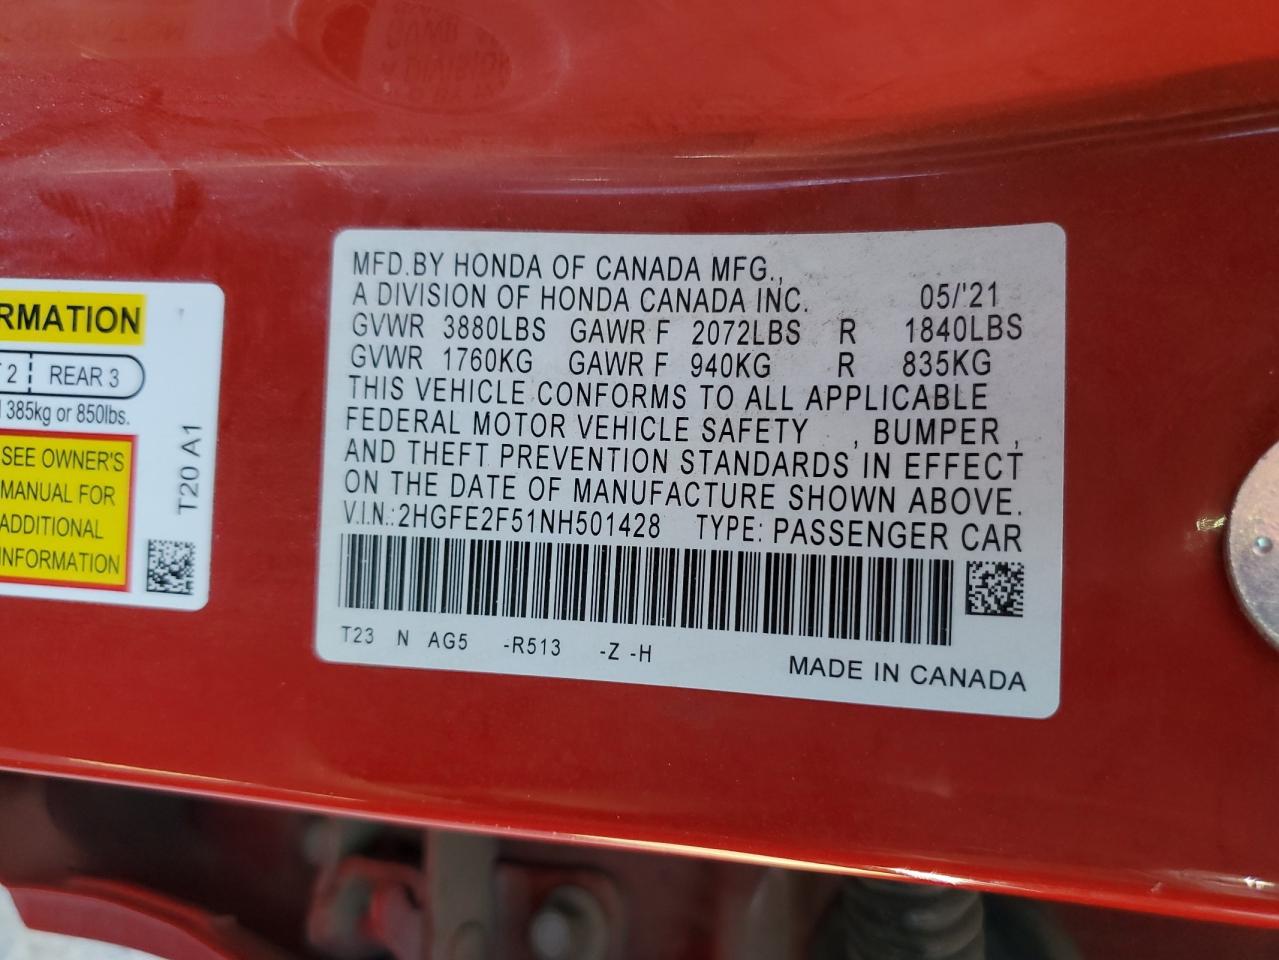 RMATION
2 REAR 3
385kg or 850lbs.
SEE OWNER'S
MANUAL FOR
ADDITIONAL
INFORMATION
T20 A1
MFD.BY HONDA OF CANADA MFG.,
A DIVISION OF HONDA CANADA INC. 05/'21
GVWR 3880LBS GAWR F 2072LBS R 1840LBS
GVWR 1760KG GAWR F 940KG R 835KG
THIS VEHICLE CONFORMS TO ALL APPLICABLE
FEDERAL MOTOR VEHICLE SAFETY , BUMPER ,
AND THEFT PREVENTION STANDARDS IN EFFECT
ON THE DATE OF MANUFACTURE SHOWN ABOVE.
V.I.N.:2HGFE2F51NH501428 TYPE: PASSENGER CAR
T23 N AG5 -R513 -Z -H
MADE IN CANADA